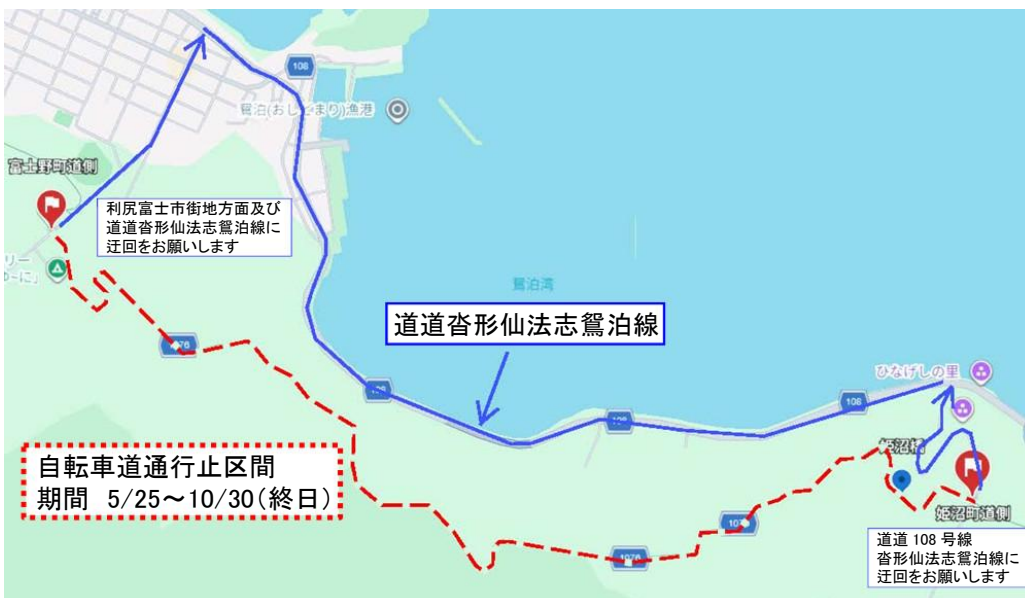 108
鴛泊(おしどまり)漁港
富士野町道側
利尻富士市街地方面及び
道道沓形仙法志鴛泊線に
迂回をお願いします
鴛泊湾
道道沓形仙法志鴛泊線
ひなげしの里
108
108
108
自転車道通行止区間
期間 5/25～10/30(終日)
姫沼橋
姫沼町道側
1076
道道 108 号線
沓形仙法志鴛泊線に
迂回をお願いします